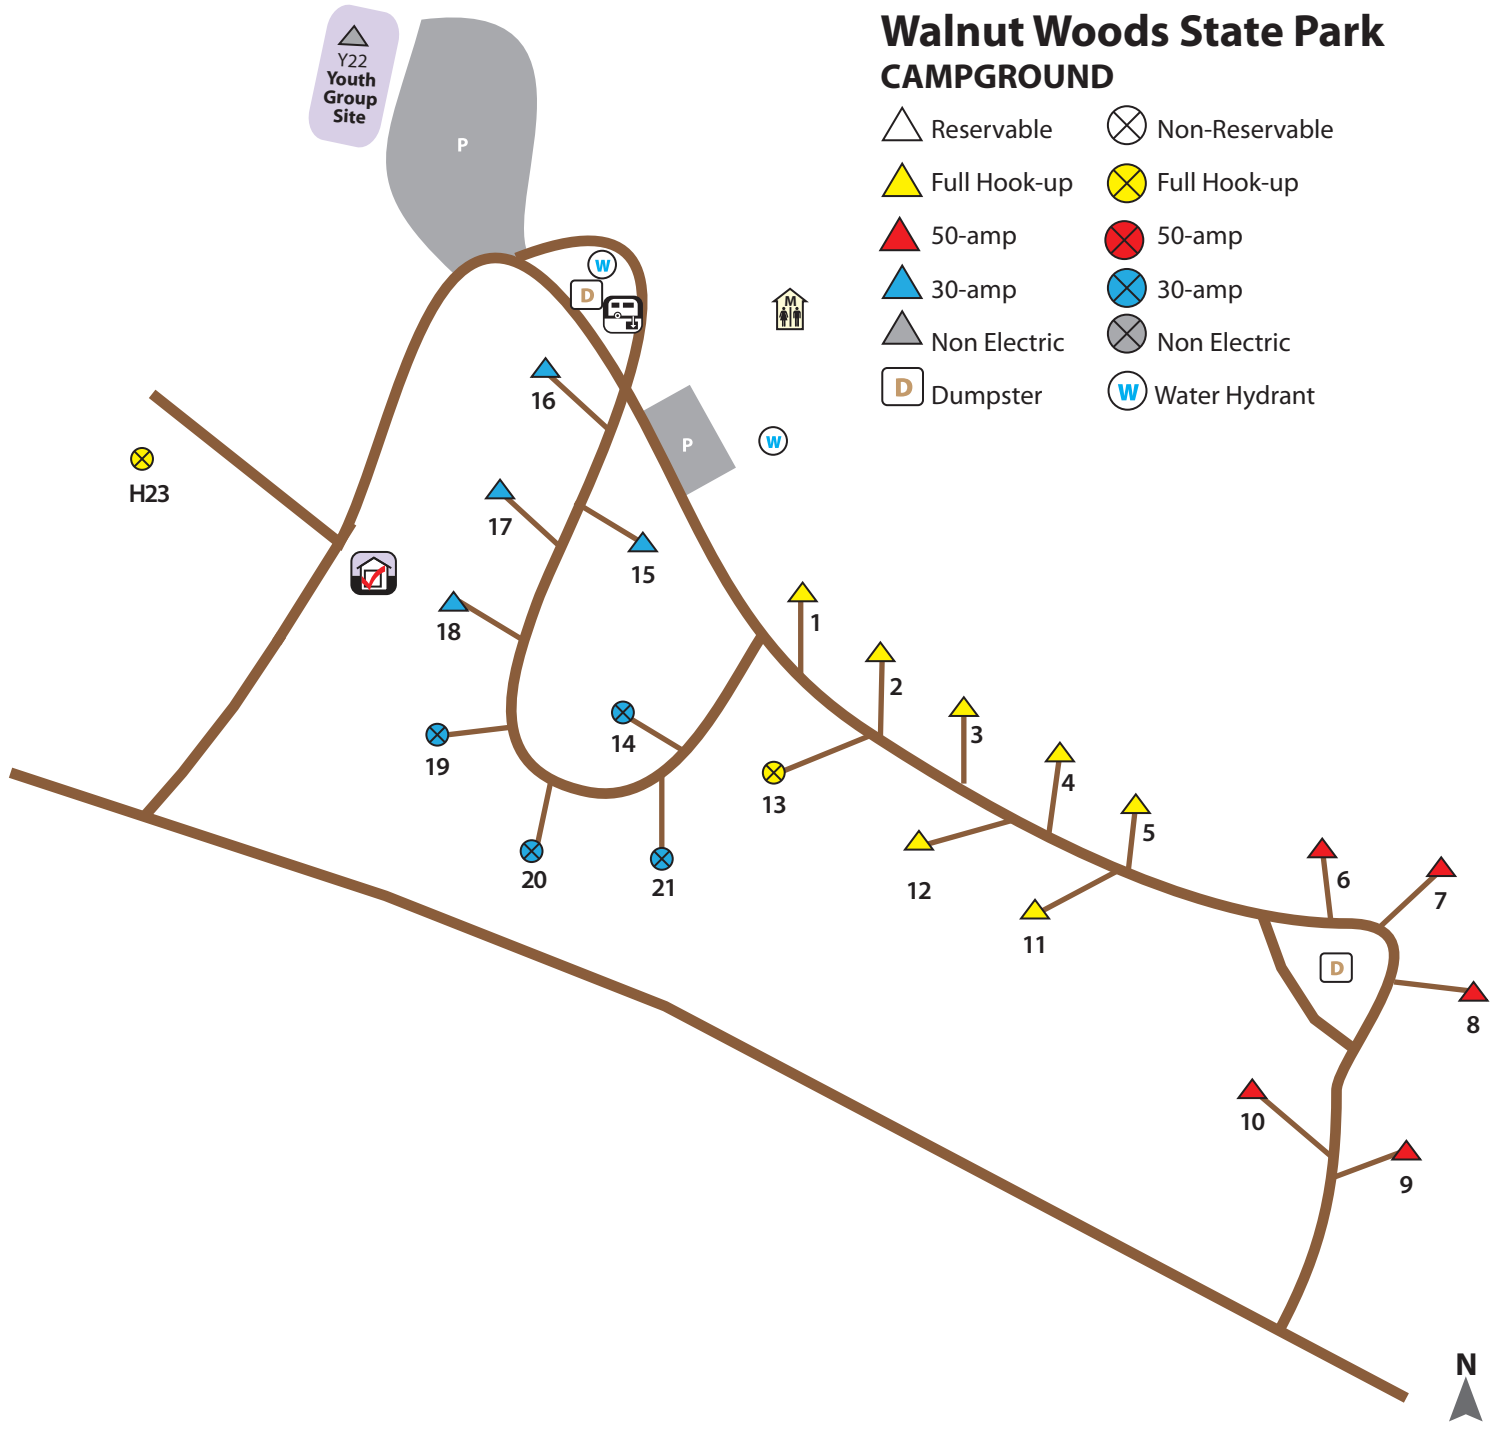 Walnut Woods State Park
CAMPGROUND
Reservable
Non-Reservable
Full Hook-up
Full Hook-up
50-amp
50-amp
30-amp
30-amp
Non Electric
Non Electric
D
Dumpster
W
Water Hydrant
Y22
Youth
Group
Site
P
W
D
M
16
P
W
H23
17
15
18
1
2
19
14
3
13
4
5
20
21
12
6
7
11
D
8
10
9
N